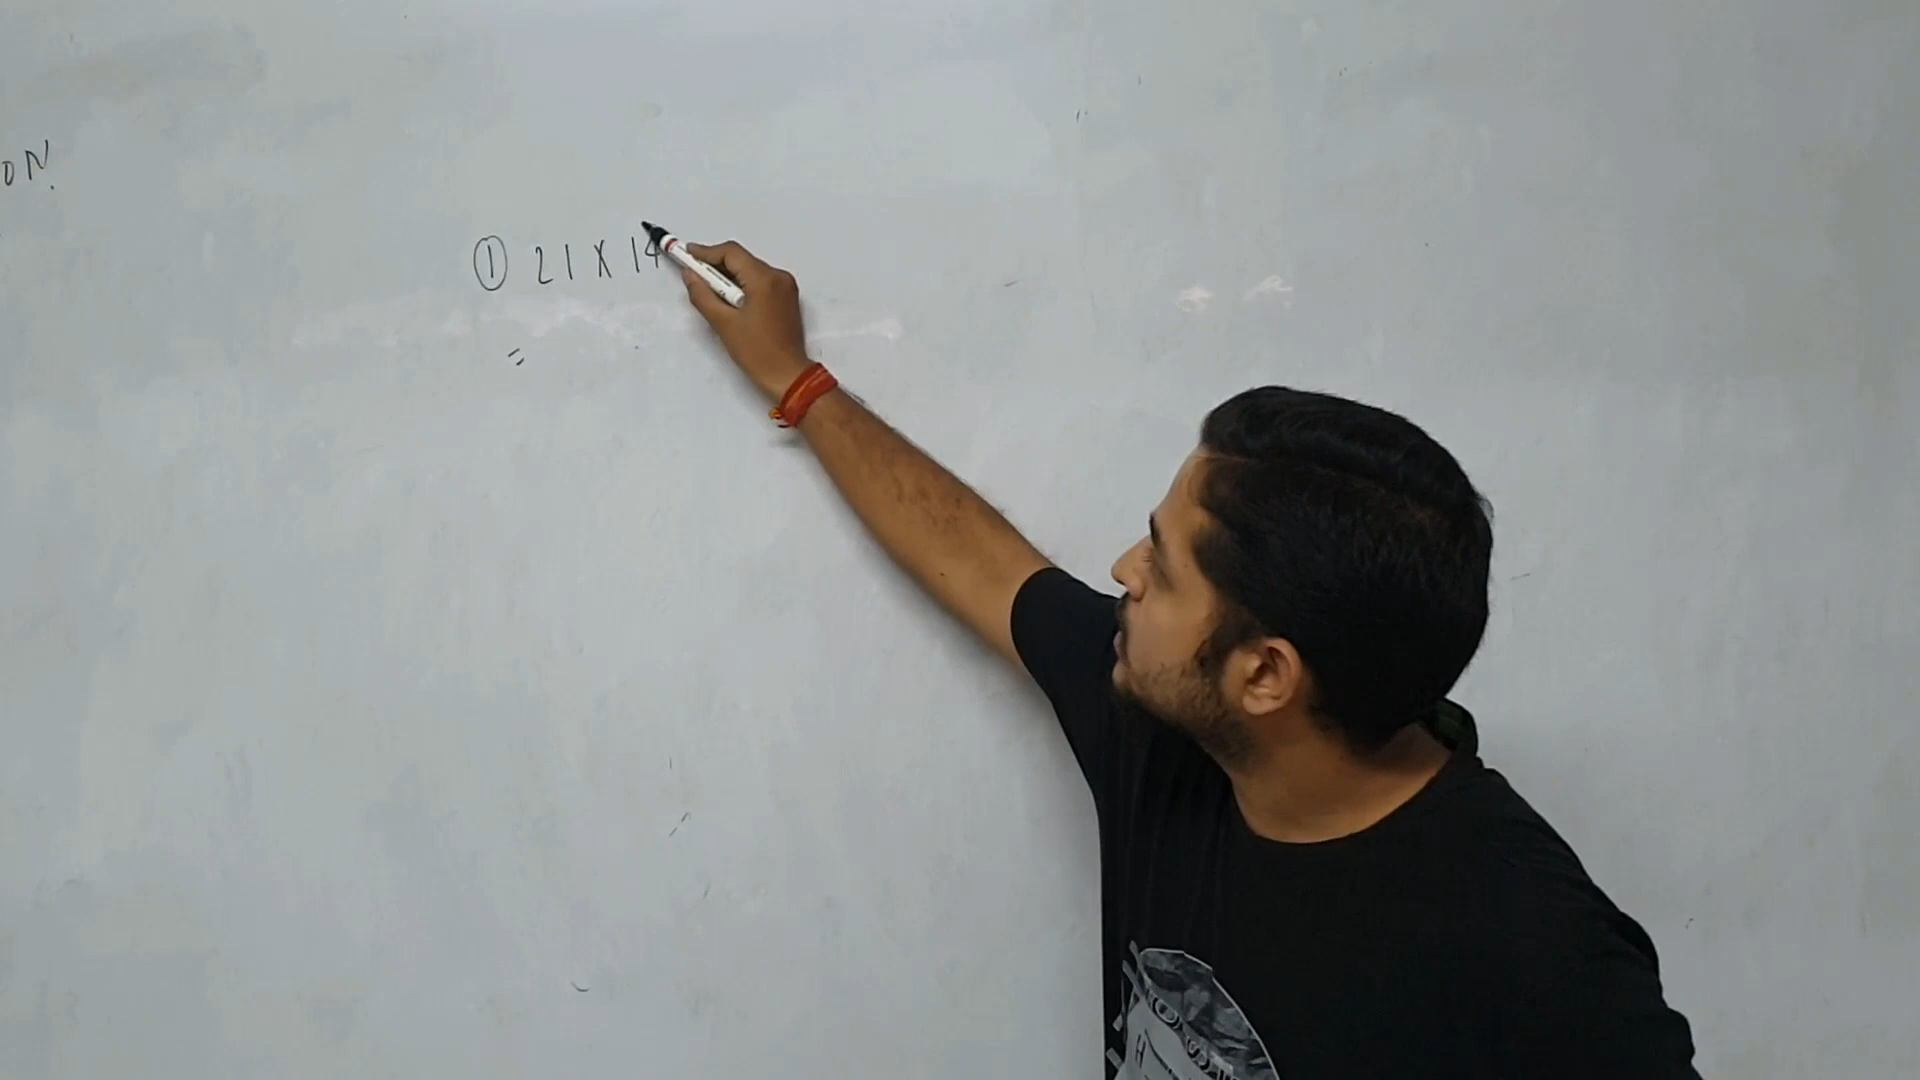 ON
① 21 X 14
=